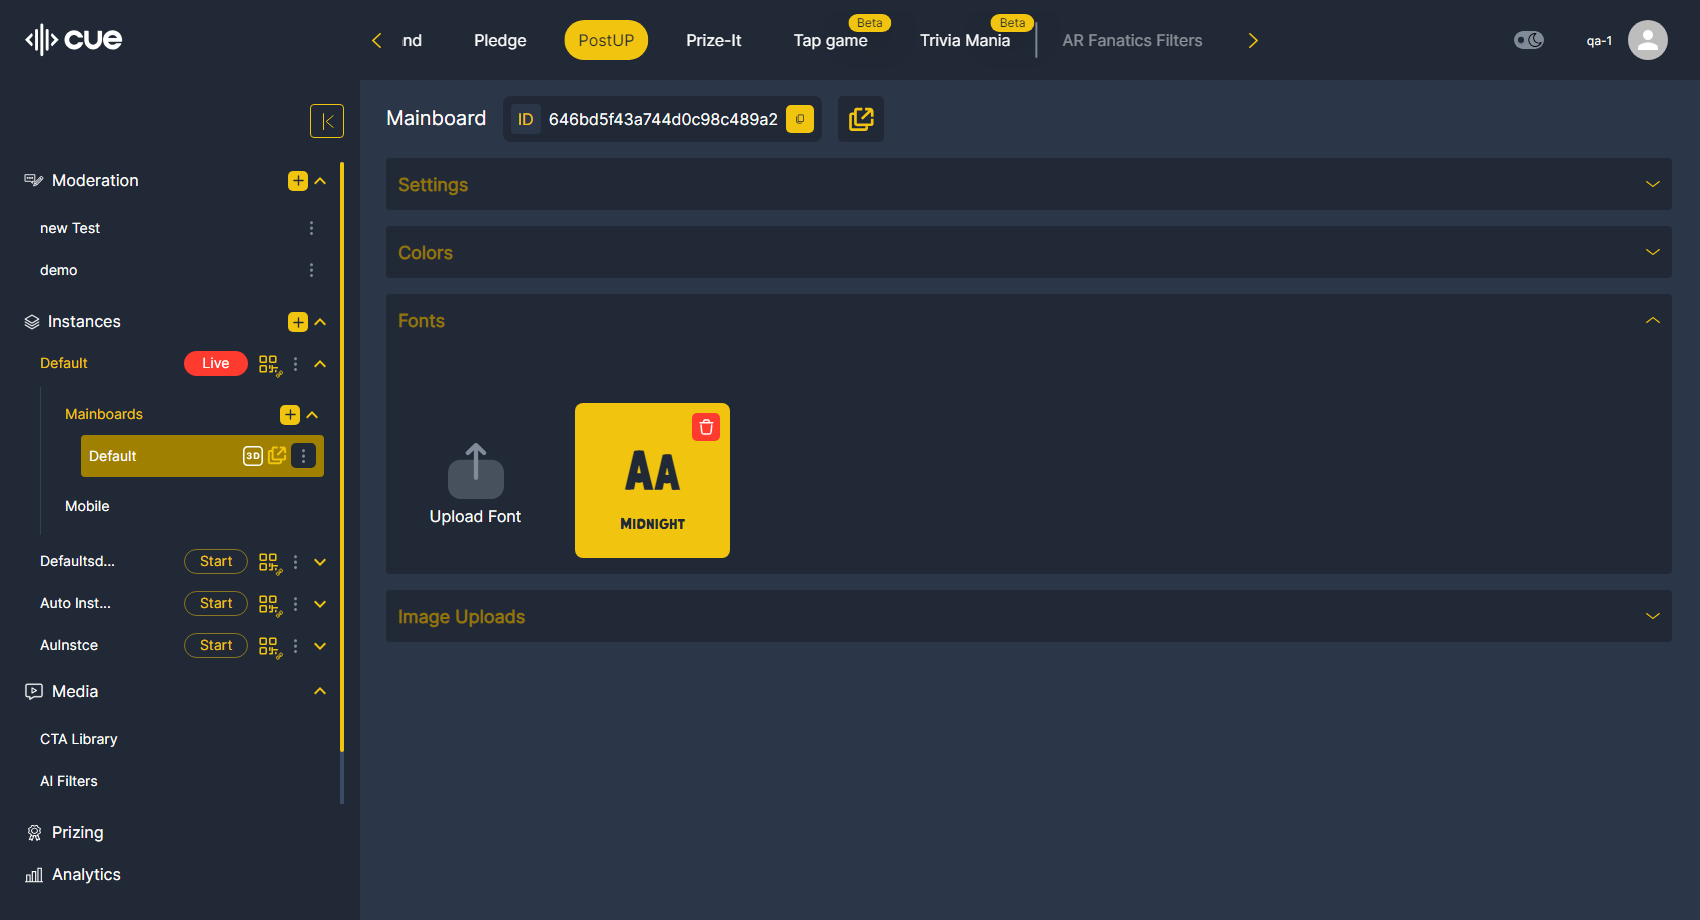 cue
nd
Pledge
PostUP
Prize-It
Tap game
Beta
Trivia Mania
Beta
AR Fanatics Filters
qa-1
Moderation
new Test
demo
Instances
Default
Live
Mainboards
Default
3D
Mobile
Defaultsd...
Start
Auto Inst...
Start
AuInstce
Start
Media
CTA Library
AI Filters
Prizing
Analytics
Mainboard
ID 646bd5f43a744d0c98c489a2
Settings
Colors
Fonts
Upload Font
AA
MIDNIGHT
Image Uploads